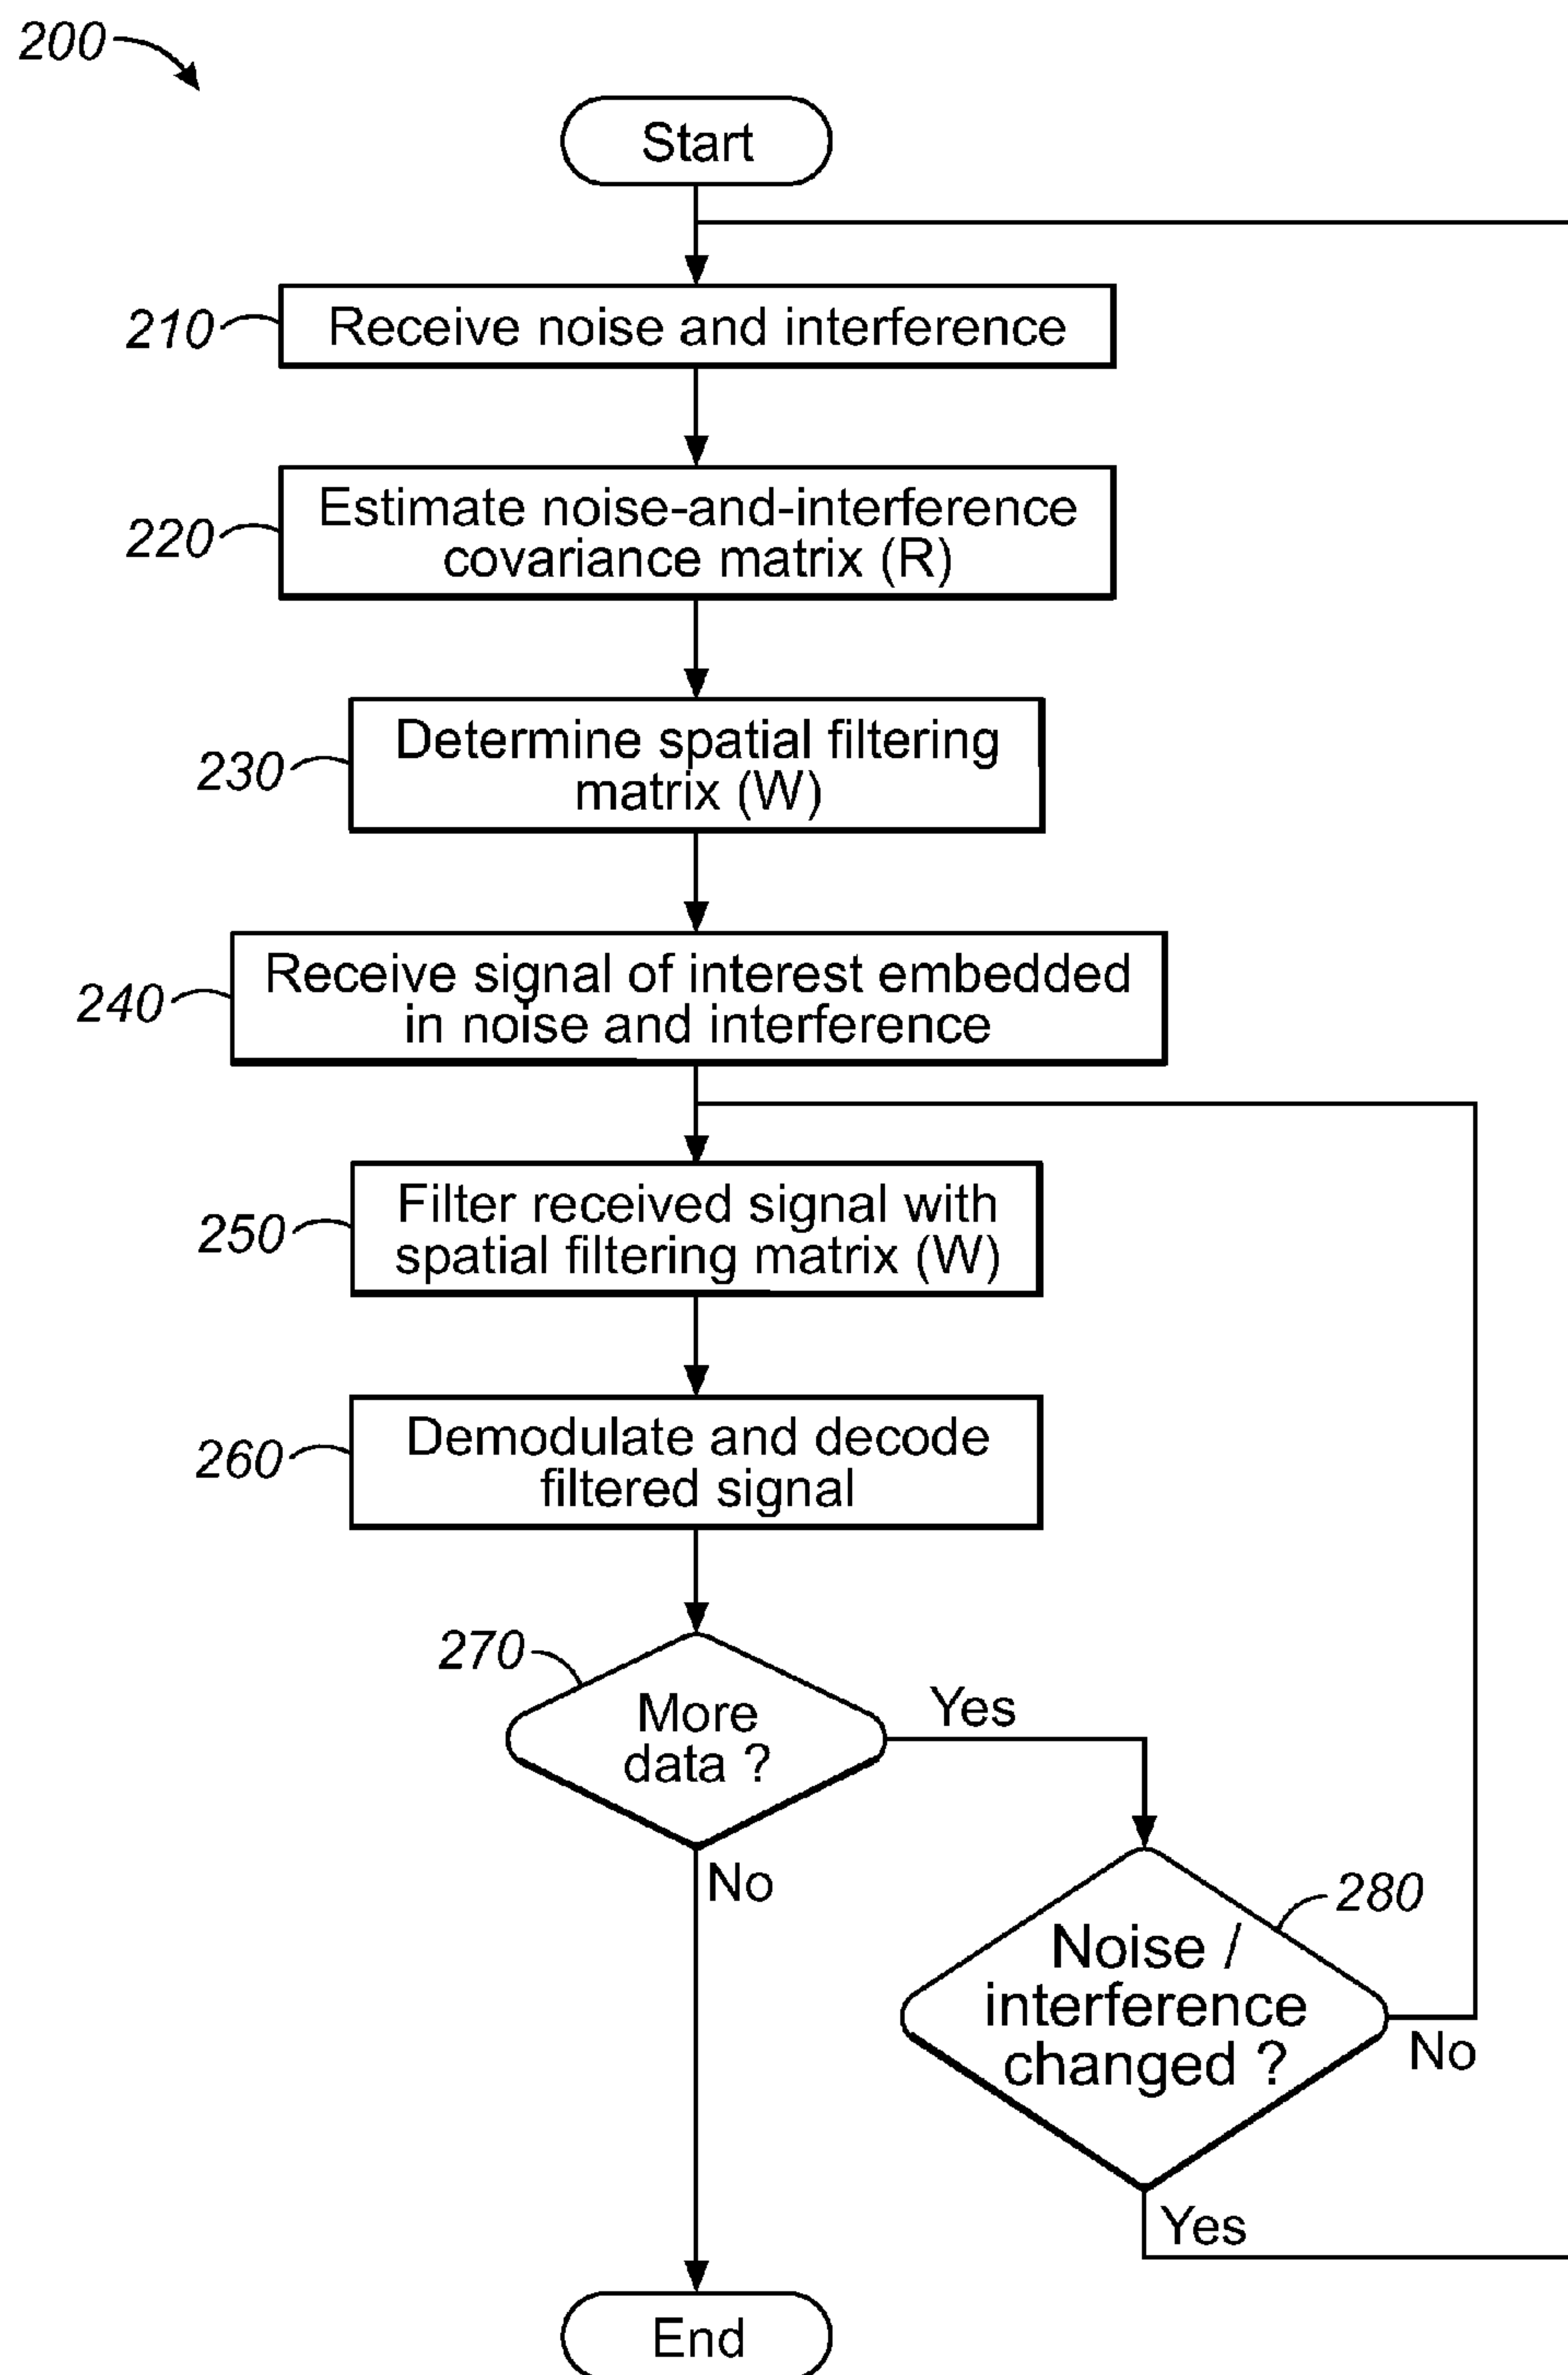 200
Start
210
Receive noise and interference
220
Estimate noise-and-interference
covariance matrix (R)
230
Determine spatial filtering
matrix (W)
240
Receive signal of interest embedded
in noise and interference
250
Filter received signal with
spatial filtering matrix (W)
260
Demodulate and decode
filtered signal
270
More
data ?
Yes
No
280
Noise /
interference
changed ?
No
Yes
End